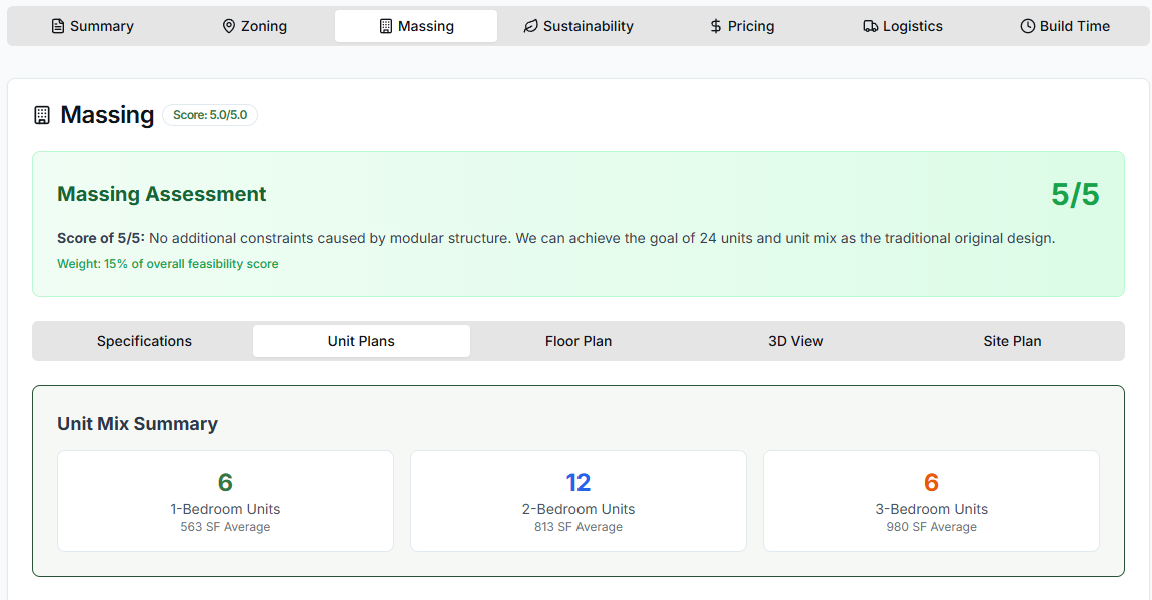 Summary Zoning Massing Sustainability Pricing Logistics Build Time
Massing Score: 5.0/5.0
Massing Assessment 5/5
Score of 5/5: No additional constraints caused by modular structure. We can achieve the goal of 24 units and unit mix as the traditional original design.
Weight: 15% of overall feasibility score
Specifications Unit Plans Floor Plan 3D View Site Plan
Unit Mix Summary
6 12 6
1-Bedroom Units 2-Bedroom Units 3-Bedroom Units
563 SF Average 813 SF Average 980 SF Average